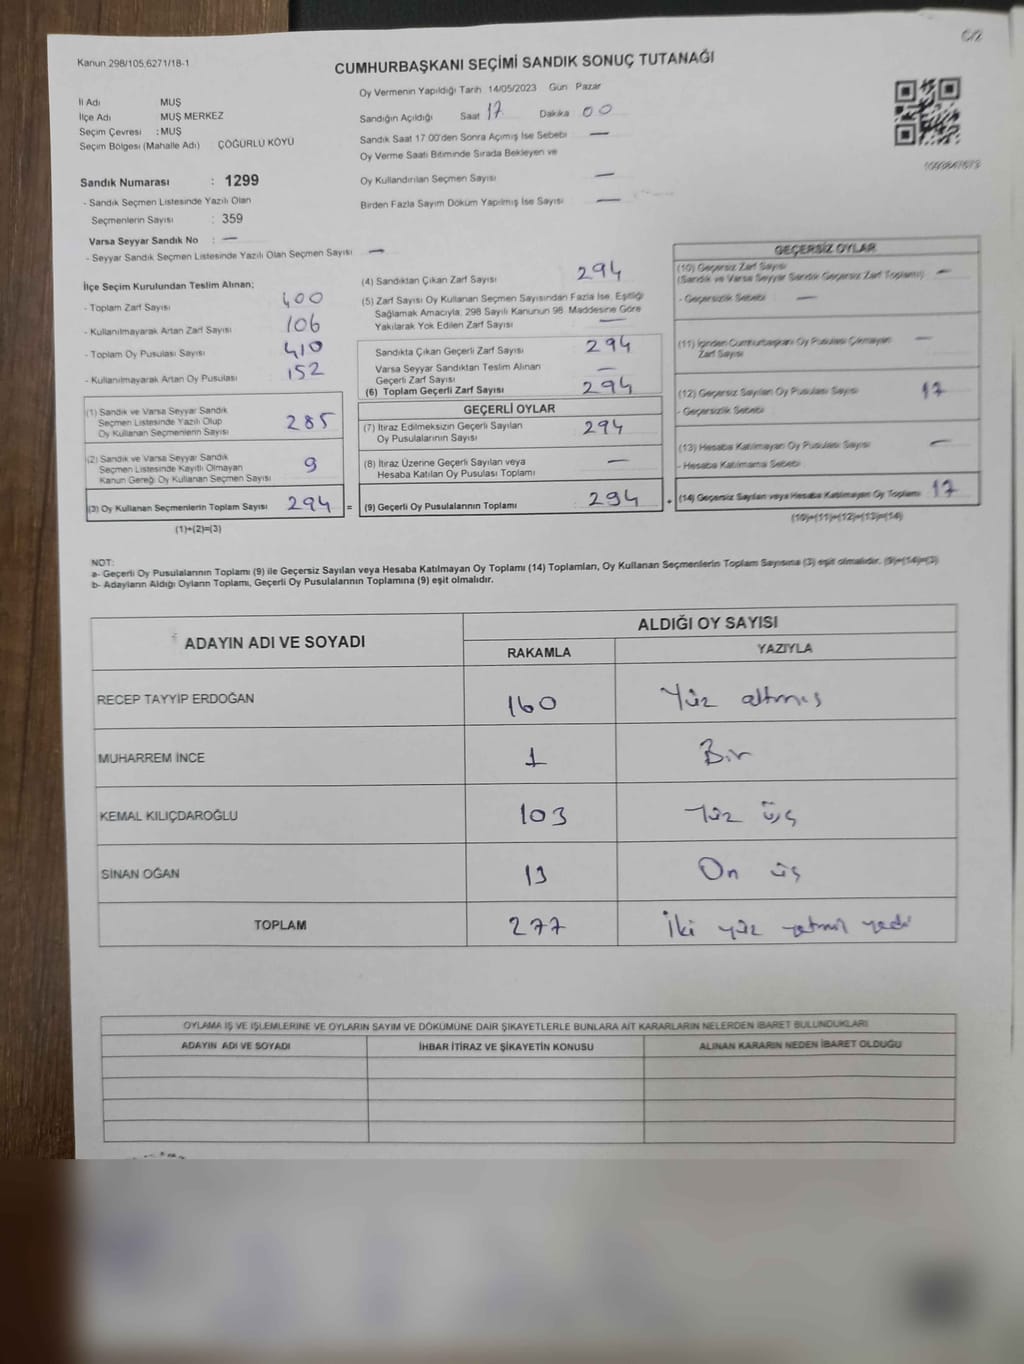 Kanun 298/105,6271/18-1
CUMHURBAŞKANI SEÇİMİ SANDIK SONUÇ TUTANAĞI
Oy Vermenin Yapıldığı Tarih 14/05/2023 Gün Pazar
İl Adı MUŞ
İlçe Adı MUŞ MERKEZ
Seçim Çevresi : MUŞ
Seçim Bölgesi (Mahalle Adı) : ÇÖĞÜRLÜ KÖYÜ
Sandığın Açıldığı Saat 17 Dakika 00
Sandık Saat 17:00'den Sonra Açılmış İse Sebebi —
Oy Verme Saati Bitiminde Sırada Bekleyen ve
Oy Kullandırılan Seçmen Sayısı —
Birden Fazla Sayım Döküm Yapılmış İse Sayısı —
Sandık Numarası : 1299
- Sandık Seçmen Listesinde Yazılı Olan
Seçmenlerin Sayısı : 359
Varsa Seyyar Sandık No : —
- Seyyar Sandık Seçmen Listesinde Yazılı Olan Seçmen Sayısı —
İlçe Seçim Kurulundan Teslim Alınan;
- Toplam Zarf Sayısı 400
- Kullanılmayarak Artan Zarf Sayısı 106
- Toplam Oy Pusulası Sayısı 410
- Kullanılmayarak Artan Oy Pusulası 152
(1) Sandık ve Varsa Seyyar Sandık
Seçmen Listesinde Yazılı Olup
Oy Kullanan Seçmenlerin Sayısı 285
(2) Sandık ve Varsa Seyyar Sandık
Seçmen Listesinde Kayıtlı Olmayan
Kanun Gereği Oy Kullanan Seçmen Sayısı 9
(3) Oy Kullanan Seçmenlerin Toplam Sayısı 294 =
(1)+(2)=(3)
(4) Sandıktan Çıkan Zarf Sayısı 294
(5) Zarf Sayısı Oy Kullanan Seçmen Sayısından Fazla İse, Eşitliği
Sağlamak Amacıyla, 298 Sayılı Kanunun 98. Maddesine Göre
Yakılarak Yok Edilen Zarf Sayısı —
Sandıkta Çıkan Geçerli Zarf Sayısı 294
Varsa Seyyar Sandıktan Teslim Alınan
Geçerli Zarf Sayısı —
(6) Toplam Geçerli Zarf Sayısı 294
GEÇERLİ OYLAR
(7) İtiraz Edilmeksizin Geçerli Sayılan
Oy Pusulalarının Sayısı 294
(8) İtiraz Üzerine Geçerli Sayılan veya
Hesaba Katılan Oy Pusulası Toplamı —
(9) Geçerli Oy Pusulalarının Toplamı 294 +
GEÇERSİZ OYLAR
(10) Geçersiz Zarf Sayısı
(Sandık ve Varsa Seyyar Sandık Geçersiz Zarf Toplamı) —
- Geçersizlik Sebebi —
(11) İçinden Cumhurbaşkanı Oy Pusulası Çıkmayan
Zarf Sayısı —
(12) Geçersiz Sayılan Oy Pusulası Sayısı 17
- Geçersizlik Sebebi
(13) Hesaba Katılmayan Oy Pusulası Sayısı —
- Hesaba Katılmama Sebebi
(14) Geçersiz Sayılan veya Hesaba Katılmayan Oy Toplamı 17
(10)+(11)+(12)+(13)=(14)
NOT:
a- Geçerli Oy Pusulalarının Toplamı (9) ile Geçersiz Sayılan veya Hesaba Katılmayan Oy Toplamı (14) Toplamları, Oy Kullanan Seçmenlerin Toplam Sayısına (3) eşit olmalıdır. (9)+(14)=(3)
b- Adayların Aldığı Oyların Toplamı, Geçerli Oy Pusulalarının Toplamına (9) eşit olmalıdır.
ADAYIN ADI VE SOYADI ALDIĞI OY SAYISI
RAKAMLA YAZIYLA
RECEP TAYYİP ERDOĞAN 160 Yüz altmış
MUHARREM İNCE 1 Bir
KEMAL KILIÇDAROĞLU 103 Yüz üç
SİNAN OĞAN 13 On üç
TOPLAM 277 İki yüz yetmiş yedi
OYLAMA İŞ VE İŞLEMLERİNE VE OYLARIN SAYIM VE DÖKÜMÜNE DAİR ŞİKAYETLERLE BUNLARA AİT KARARLARIN NELERDEN İBARET BULUNDUKLARI
ADAYIN ADI VE SOYADI İHBAR İTİRAZ VE ŞİKAYETİN KONUSU ALINAN KARARIN NEDEN İBARET OLDUĞU